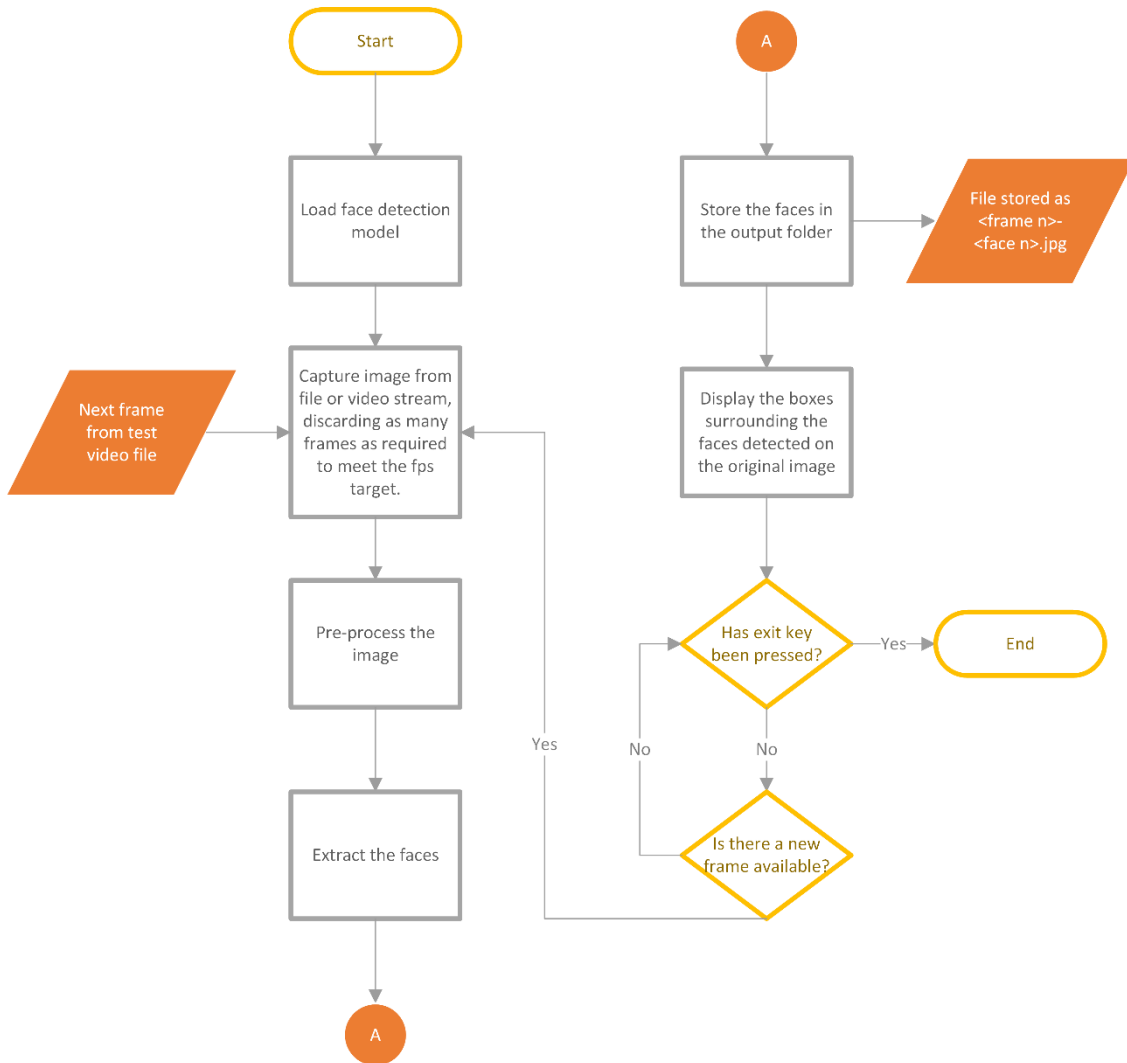 Start
Load face detection
model
Next frame
from test
video file
Capture image from
file or video stream,
discarding as many
frames as required
to meet the fps
target.
Pre-process the
image
Extract the faces
A
A
Store the faces in
the output folder
File stored as
<frame n>-
<face n>.jpg
Display the boxes
surrounding the
faces detected on
the original image
Has exit key
been pressed?
Yes
End
No
No
Is there a new
frame available?
Yes